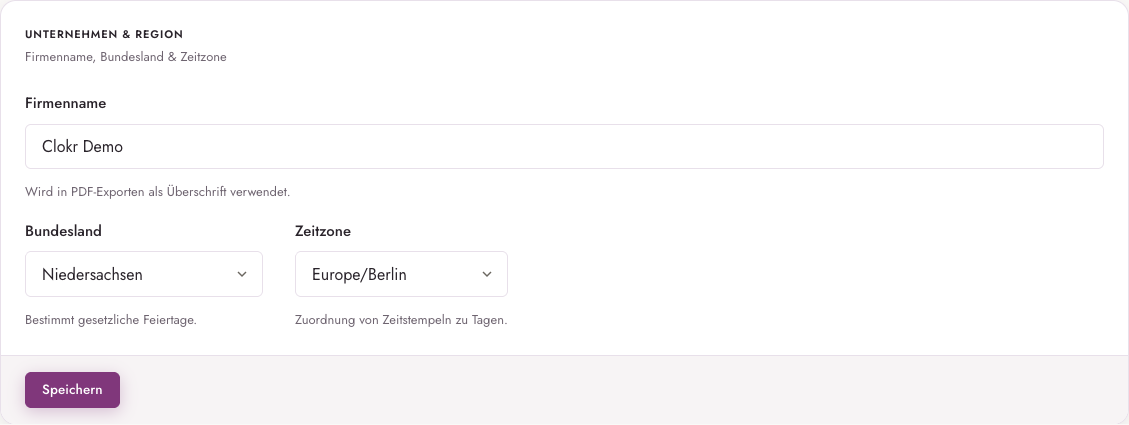 UNTERNEHMEN & REGION
Firmenname, Bundesland & Zeitzone
Firmenname
Clokr Demo
Wird in PDF-Exporten als Überschrift verwendet.
Bundesland
Zeitzone
Niedersachsen
Europe/Berlin
Bestimmt gesetzliche Feiertage.
Zuordnung von Zeitstempeln zu Tagen.
Speichern